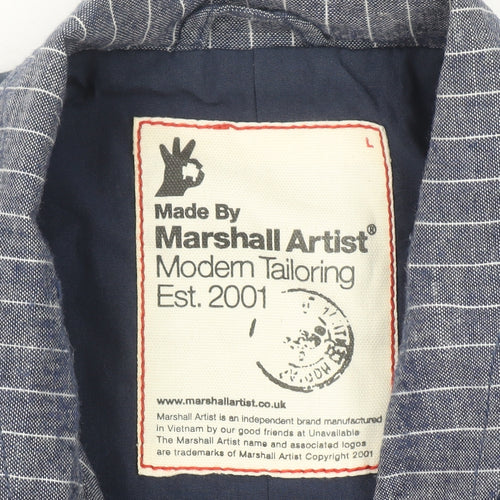 L
Made By
Marshall Artist®
Modern Tailoring
Est. 2001
www.marshallartist.co.uk
Marshall Artist is an independent brand manufactured
in Vietnam by our good friends at Unavailable
The Marshall Artist name and associated logos
are trademarks of Marshall Artist Copyright 2001